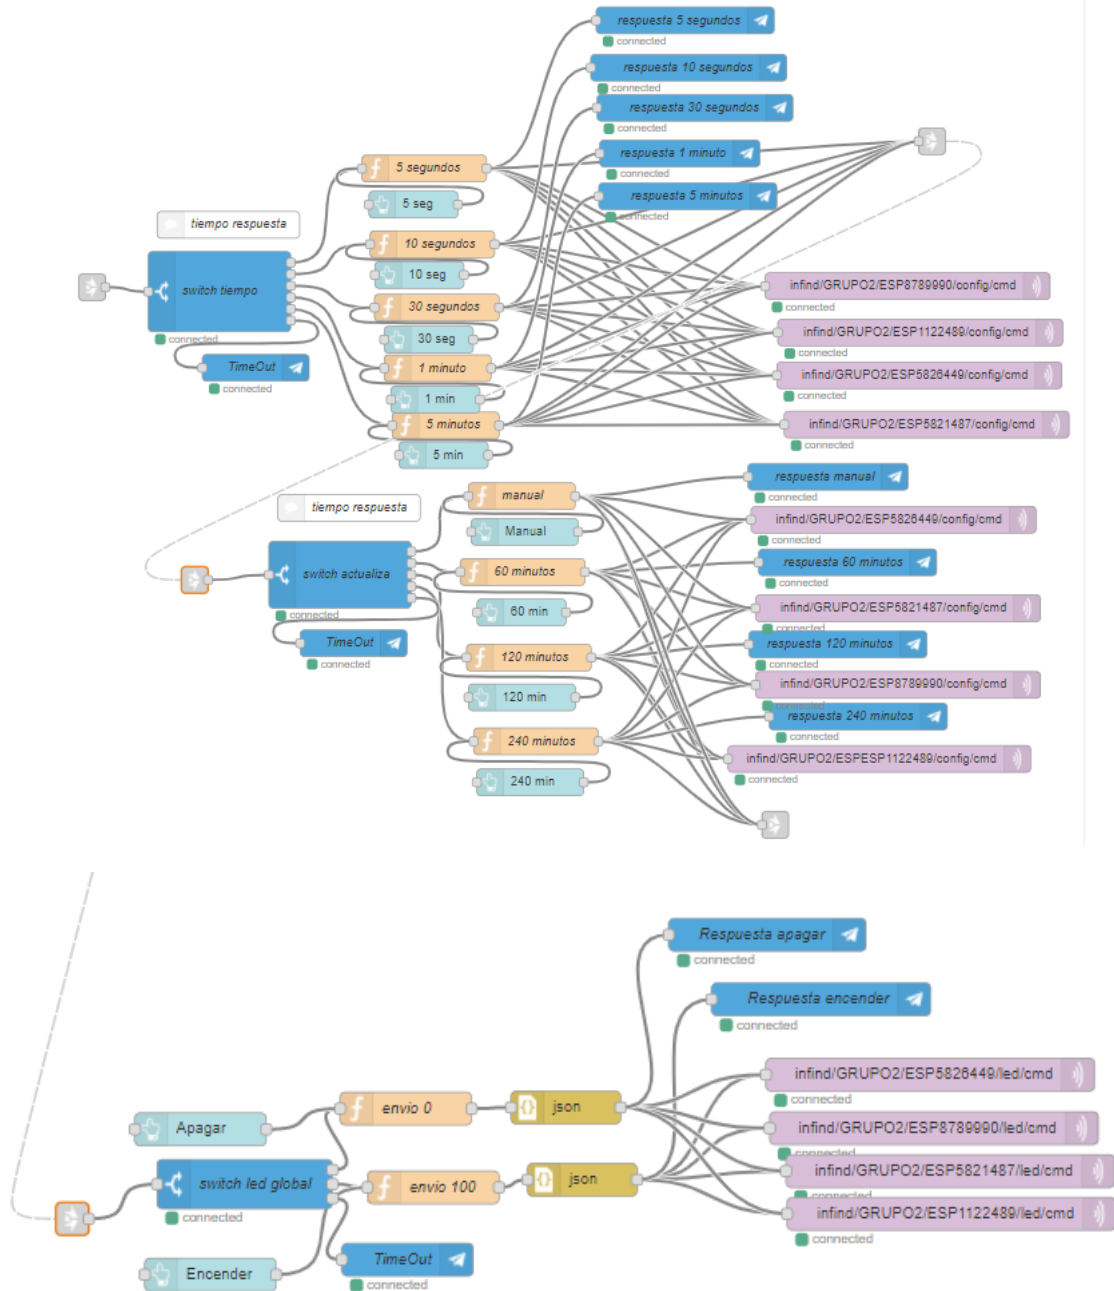 respuesta 5 segundos
connected
respuesta 10 segundos
connected
respuesta 30 segundos
connected
respuesta 1 minuto
connected
respuesta 5 minutos
connected
5 segundos
5 seg
tiempo respuesta
10 segundos
switch tiempo
10 seg
connected
30 segundos
30 seg
TimeOut
connected
1 minuto
1 min
5 minutos
5 min
infind/GRUPO2/ESP8789990/config/cmd
connected
infind/GRUPO2/ESP1122489/config/cmd
connected
infind/GRUPO2/ESP5826449/config/cmd
connected
infind/GRUPO2/ESP5821487/config/cmd
connected
tiempo respuesta
manual
Manual
switch actualiza
connected
60 minutos
60 min
TimeOut
connected
120 minutos
120 min
240 minutos
240 min
respuesta manual
connected
infind/GRUPO2/ESP5826449/config/cmd
connected
respuesta 60 minutos
connected
infind/GRUPO2/ESP5821487/config/cmd
connected
respuesta 120 minutos
connected
infind/GRUPO2/ESP8789990/config/cmd
connected
respuesta 240 minutos
connected
infind/GRUPO2/ESPESP1122489/config/cmd
connected
Respuesta apagar
connected
Respuesta encender
connected
envio 0
json
Apagar
switch led global
connected
envio 100
json
TimeOut
connected
Encender
infind/GRUPO2/ESP5826449/led/cmd
connected
infind/GRUPO2/ESP8789990/led/cmd
connected
infind/GRUPO2/ESP5821487/led/cmd
connected
infind/GRUPO2/ESP1122489/led/cmd
connected